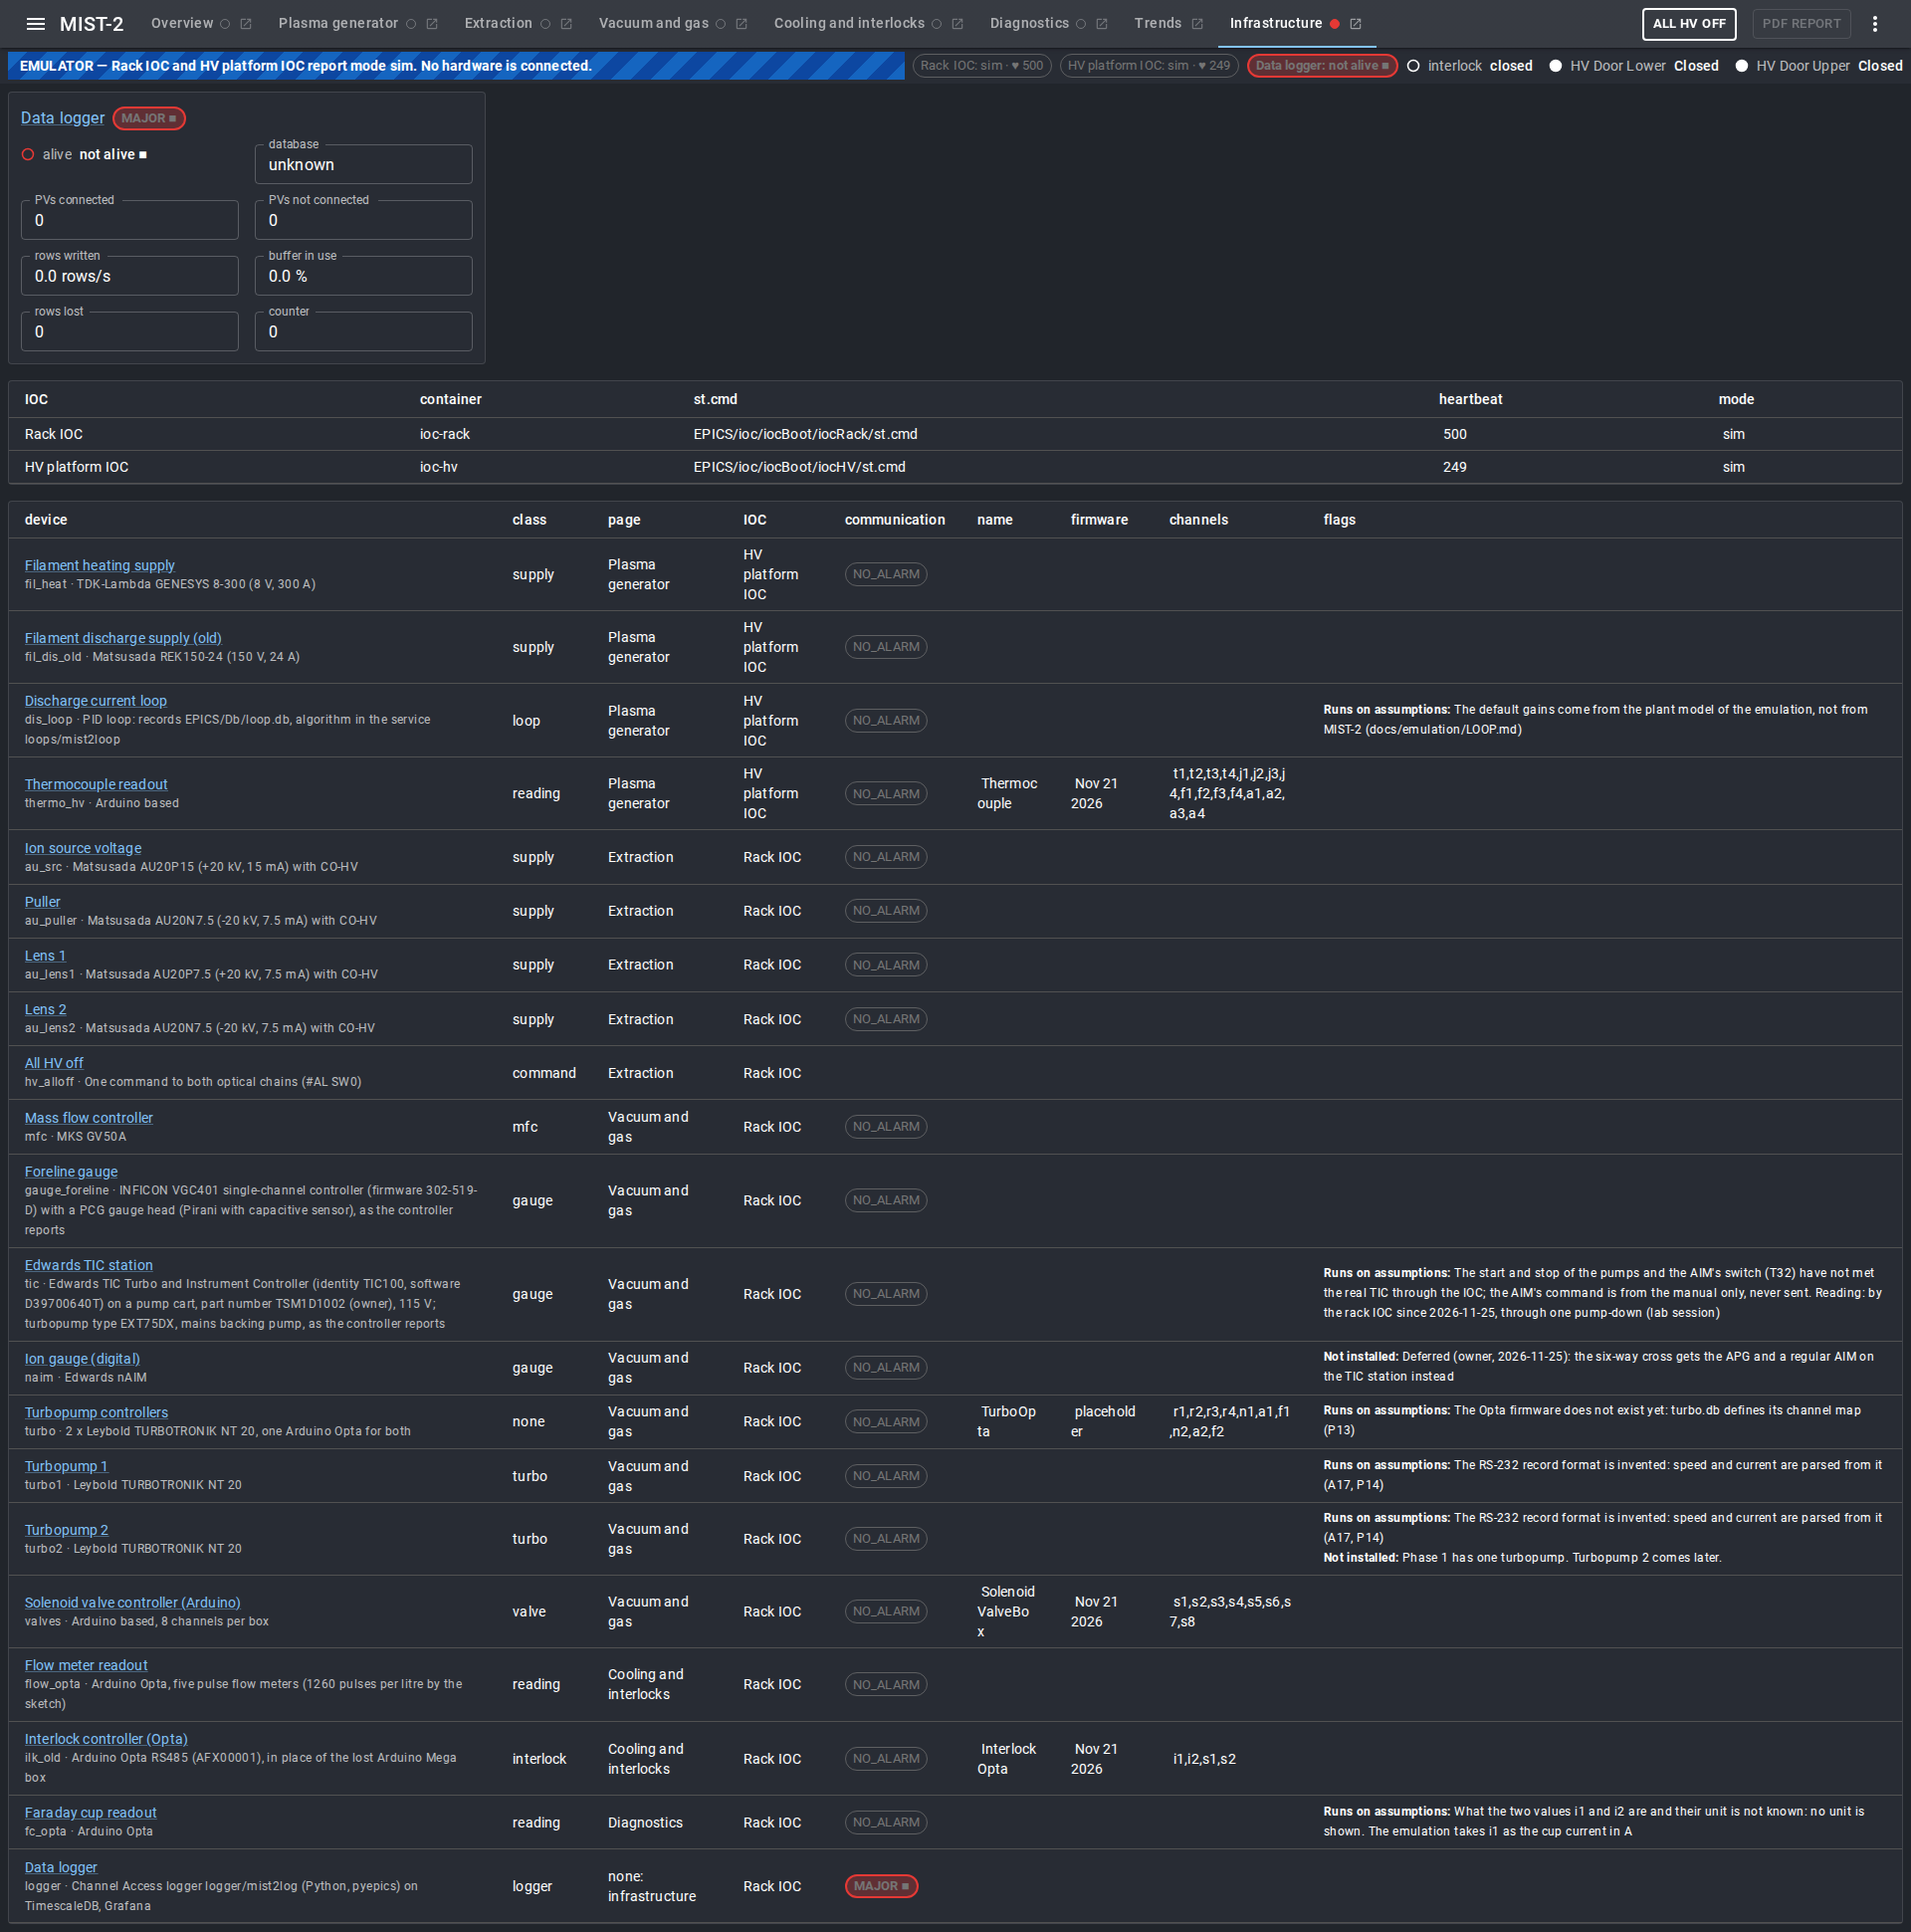 MIST-2 Overview Plasma generator Extraction Vacuum and gas Cooling and interlocks Diagnostics Trends Infrastructure ALL HV OFF PDF REPORT
EMULATOR — Rack IOC and HV platform IOC report mode sim. No hardware is connected. Rack IOC: sim · ♥ 500 HV platform IOC: sim · ♥ 249 Data logger: not alive ■ interlock closed HV Door Lower Closed HV Door Upper Closed
Data logger MAJOR ■
alive not alive ■
database
unknown
PVs connected
0
PVs not connected
0
rows written
0.0 rows/s
buffer in use
0.0 %
rows lost
0
counter
0
IOC container st.cmd heartbeat mode
Rack IOC ioc-rack EPICS/ioc/iocBoot/iocRack/st.cmd 500 sim
HV platform IOC ioc-hv EPICS/ioc/iocBoot/iocHV/st.cmd 249 sim
device class page IOC communication name firmware channels flags
Filament heating supply
fil_heat · TDK-Lambda GENESYS 8-300 (8 V, 300 A)
supply
Plasma
generator
HV
platform
IOC
NO_ALARM
Filament discharge supply (old)
fil_dis_old · Matsusada REK150-24 (150 V, 24 A)
supply
Plasma
generator
HV
platform
IOC
NO_ALARM
Discharge current loop
dis_loop · PID loop: records EPICS/Db/loop.db, algorithm in the service
loops/mist2loop
loop
Plasma
generator
HV
platform
IOC
NO_ALARM
Runs on assumptions: The default gains come from the plant model of the emulation, not from
MIST-2 (docs/emulation/LOOP.md)
Thermocouple readout
thermo_hv · Arduino based
reading
Plasma
generator
HV
platform
IOC
NO_ALARM
Thermoc
ouple
Nov 21
2026
t1,t2,t3,t4,j1,j2,j3,j
4,f1,f2,f3,f4,a1,a2,
a3,a4
Ion source voltage
au_src · Matsusada AU20P15 (+20 kV, 15 mA) with CO-HV
supply
Extraction
Rack IOC
NO_ALARM
Puller
au_puller · Matsusada AU20N7.5 (-20 kV, 7.5 mA) with CO-HV
supply
Extraction
Rack IOC
NO_ALARM
Lens 1
au_lens1 · Matsusada AU20P7.5 (+20 kV, 7.5 mA) with CO-HV
supply
Extraction
Rack IOC
NO_ALARM
Lens 2
au_lens2 · Matsusada AU20N7.5 (-20 kV, 7.5 mA) with CO-HV
supply
Extraction
Rack IOC
NO_ALARM
All HV off
hv_alloff · One command to both optical chains (#AL SW0)
command
Extraction
Rack IOC
Mass flow controller
mfc · MKS GV50A
mfc
Vacuum and
gas
Rack IOC
NO_ALARM
Foreline gauge
gauge_foreline · INFICON VGC401 single-channel controller (firmware 302-519-
D) with a PCG gauge head (Pirani with capacitive sensor), as the controller
reports
gauge
Vacuum and
gas
Rack IOC
NO_ALARM
Edwards TIC station
tic · Edwards TIC Turbo and Instrument Controller (identity TIC100, software
D39700640T) on a pump cart, part number TSM1D1002 (owner), 115 V;
turbopump type EXT75DX, mains backing pump, as the controller reports
gauge
Vacuum and
gas
Rack IOC
NO_ALARM
Runs on assumptions: The start and stop of the pumps and the AIM's switch (T32) have not met
the real TIC through the IOC; the AIM's command is from the manual only, never sent. Reading: by
the rack IOC since 2026-11-25, through one pump-down (lab session)
Ion gauge (digital)
naim · Edwards nAIM
gauge
Vacuum and
gas
Rack IOC
NO_ALARM
Not installed: Deferred (owner, 2026-11-25): the six-way cross gets the APG and a regular AIM on
the TIC station instead
Turbopump controllers
turbo · 2 x Leybold TURBOTRONIK NT 20, one Arduino Opta for both
none
Vacuum and
gas
Rack IOC
NO_ALARM
TurboOp
ta
placehold
er
r1,r2,r3,r4,n1,a1,f1
,n2,a2,f2
Runs on assumptions: The Opta firmware does not exist yet: turbo.db defines its channel map
(P13)
Turbopump 1
turbo1 · Leybold TURBOTRONIK NT 20
turbo
Vacuum and
gas
Rack IOC
NO_ALARM
Runs on assumptions: The RS-232 record format is invented: speed and current are parsed from it
(A17, P14)
Turbopump 2
turbo2 · Leybold TURBOTRONIK NT 20
turbo
Vacuum and
gas
Rack IOC
NO_ALARM
Runs on assumptions: The RS-232 record format is invented: speed and current are parsed from it
(A17, P14)
Not installed: Phase 1 has one turbopump. Turbopump 2 comes later.
Solenoid valve controller (Arduino)
valves · Arduino based, 8 channels per box
valve
Vacuum and
gas
Rack IOC
NO_ALARM
Solenoid
ValveBo
x
Nov 21
2026
s1,s2,s3,s4,s5,s6,s
7,s8
Flow meter readout
flow_opta · Arduino Opta, five pulse flow meters (1260 pulses per litre by the
sketch)
reading
Cooling and
interlocks
Rack IOC
NO_ALARM
Interlock controller (Opta)
ilk_old · Arduino Opta RS485 (AFX00001), in place of the lost Arduino Mega
box
interlock
Cooling and
interlocks
Rack IOC
NO_ALARM
Interlock
Opta
Nov 21
2026
i1,i2,s1,s2
Faraday cup readout
fc_opta · Arduino Opta
reading
Diagnostics
Rack IOC
NO_ALARM
Runs on assumptions: What the two values i1 and i2 are and their unit is not known: no unit is
shown. The emulation takes i1 as the cup current in A
Data logger
logger · Channel Access logger logger/mist2log (Python, pyepics) on
TimescaleDB, Grafana
logger
none:
infrastructure
Rack IOC
MAJOR ■